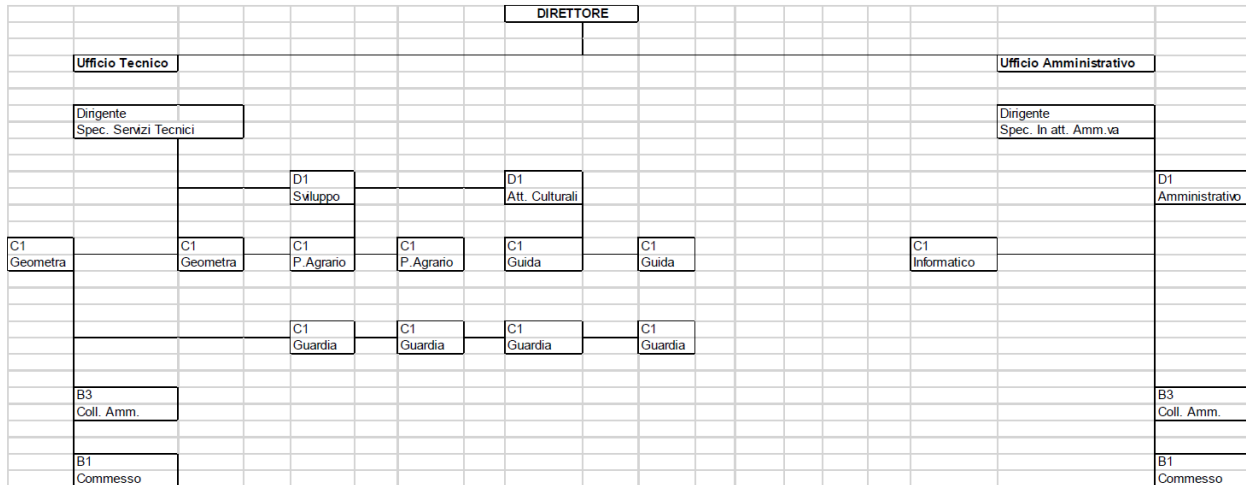 DIRETTORE
Ufficio Tecnico
Ufficio Amministrativo
Dirigente
Spec. Servizi Tecnici
Dirigente
Spec. In att. Amm.va
D1
Sviluppo
D1
Att. Culturali
D1
Amministrativo
C1
Geometra
C1
Geometra
C1
P.Agrario
C1
P.Agrario
C1
Guida
C1
Guida
C1
Informatico
C1
Guardia
C1
Guardia
C1
Guardia
C1
Guardia
B3
Coll. Amm.
B3
Coll. Amm.
B1
Commesso
B1
Commesso